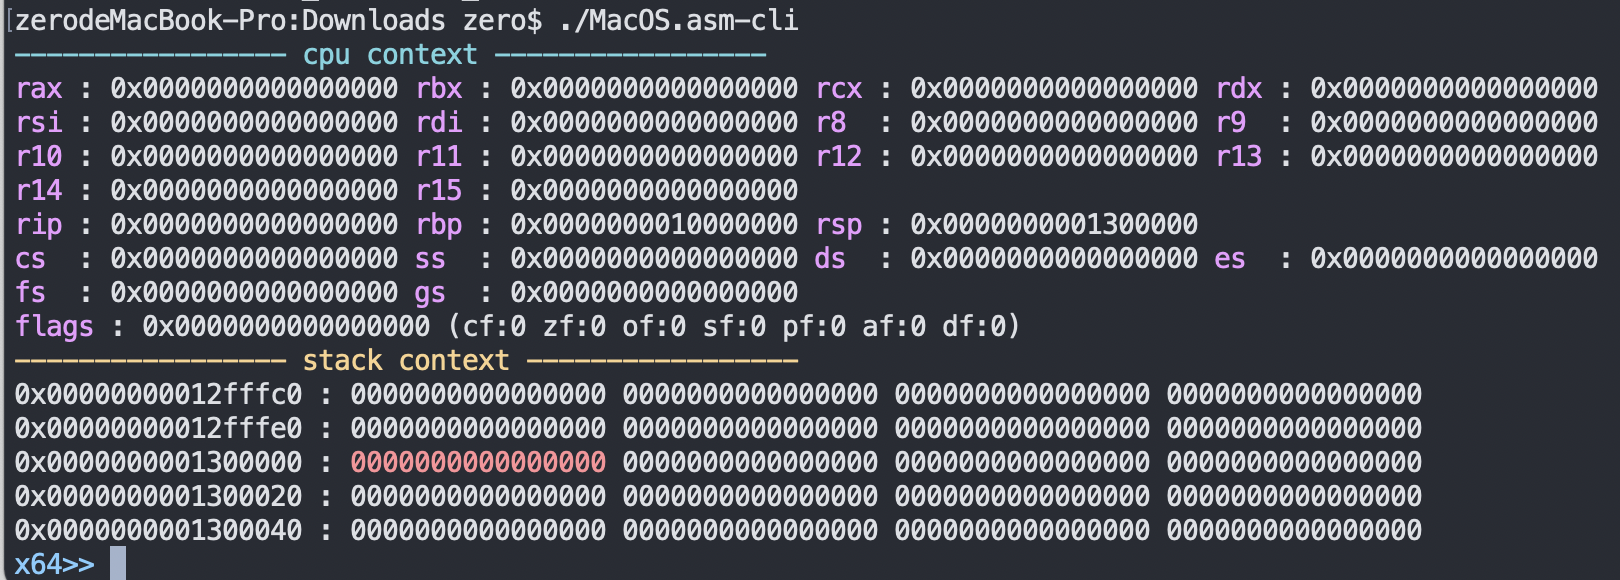 [zerodeMacBook-Pro:Downloads zero$ ./MacOS.asm-cli
----------------- cpu context -----------------
rax : 0x0000000000000000 rbx : 0x0000000000000000 rcx : 0x0000000000000000 rdx : 0x0000000000000000
rsi : 0x0000000000000000 rdi : 0x0000000000000000 r8  : 0x0000000000000000 r9  : 0x0000000000000000
r10 : 0x0000000000000000 r11 : 0x0000000000000000 r12 : 0x0000000000000000 r13 : 0x0000000000000000
r14 : 0x0000000000000000 r15 : 0x0000000000000000
rip : 0x0000000000000000 rbp : 0x0000000010000000 rsp : 0x0000000001300000
cs  : 0x0000000000000000 ss  : 0x0000000000000000 ds  : 0x0000000000000000 es  : 0x0000000000000000
fs  : 0x0000000000000000 gs  : 0x0000000000000000
flags : 0x0000000000000000 (cf:0 zf:0 of:0 sf:0 pf:0 af:0 df:0)
----------------- stack context -----------------
0x00000000012fffc0 : 0000000000000000 0000000000000000 0000000000000000 0000000000000000
0x00000000012fffe0 : 0000000000000000 0000000000000000 0000000000000000 0000000000000000
0x0000000001300000 : 0000000000000000 0000000000000000 0000000000000000 0000000000000000
0x0000000001300020 : 0000000000000000 0000000000000000 0000000000000000 0000000000000000
0x0000000001300040 : 0000000000000000 0000000000000000 0000000000000000 0000000000000000
x64>>